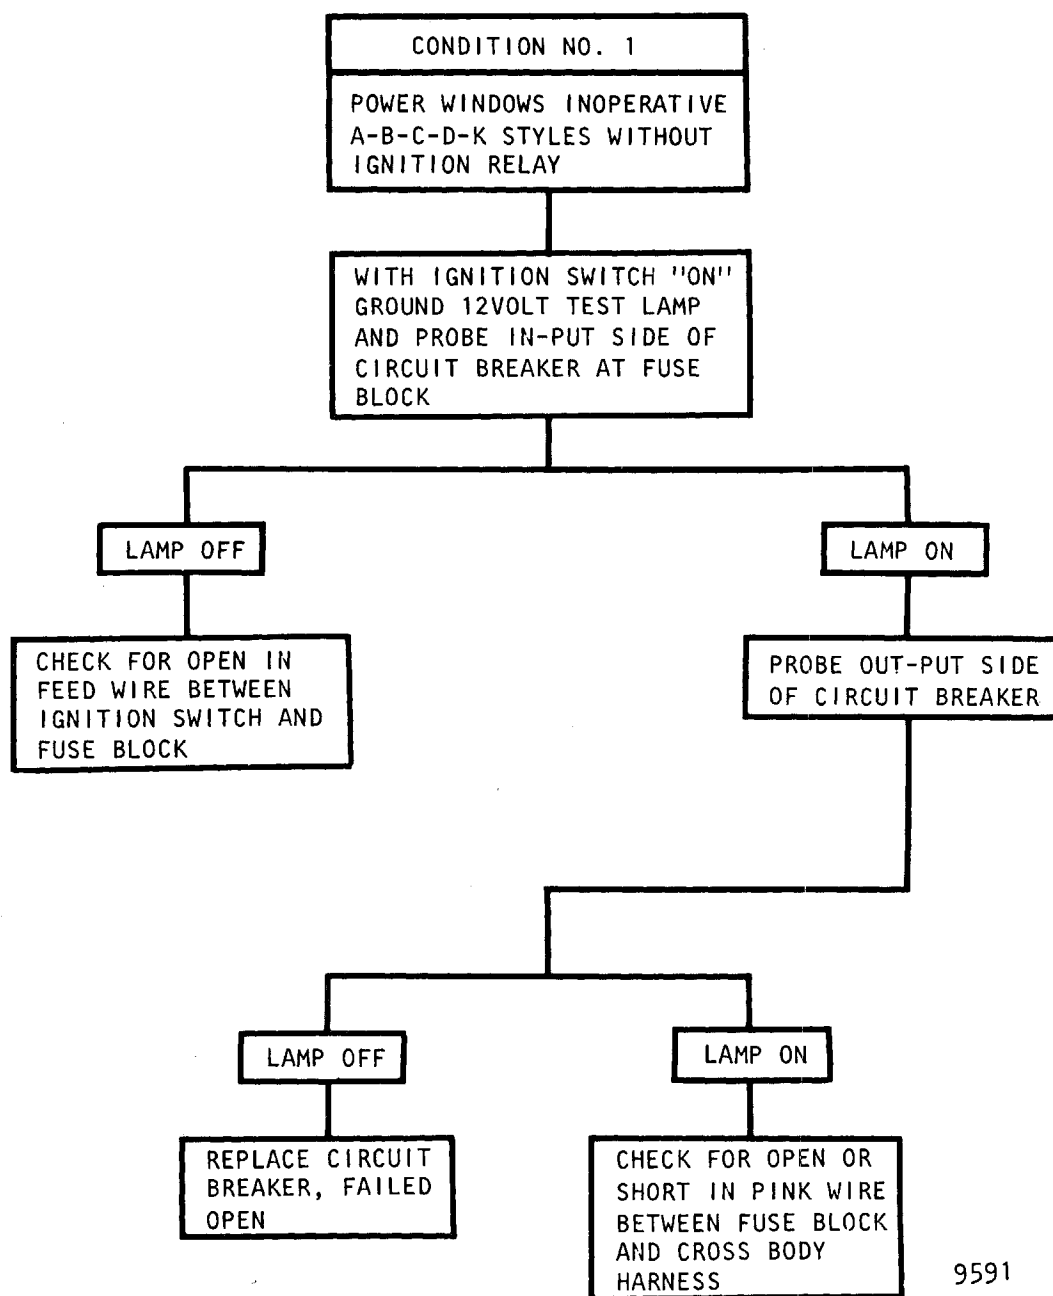 CONDITION NO. 1
POWER WINDOWS INOPERATIVE
A-B-C-D-K STYLES WITHOUT
IGNITION RELAY
WITH IGNITION SWITCH "ON"
GROUND 12VOLT TEST LAMP
AND PROBE IN-PUT SIDE OF
CIRCUIT BREAKER AT FUSE
BLOCK
LAMP OFF
LAMP ON
CHECK FOR OPEN IN
FEED WIRE BETWEEN
IGNITION SWITCH AND
FUSE BLOCK
PROBE OUT-PUT SIDE
OF CIRCUIT BREAKER
LAMP OFF
LAMP ON
REPLACE CIRCUIT
BREAKER, FAILED
OPEN
CHECK FOR OPEN OR
SHORT IN PINK WIRE
BETWEEN FUSE BLOCK
AND CROSS BODY
HARNESS
9591